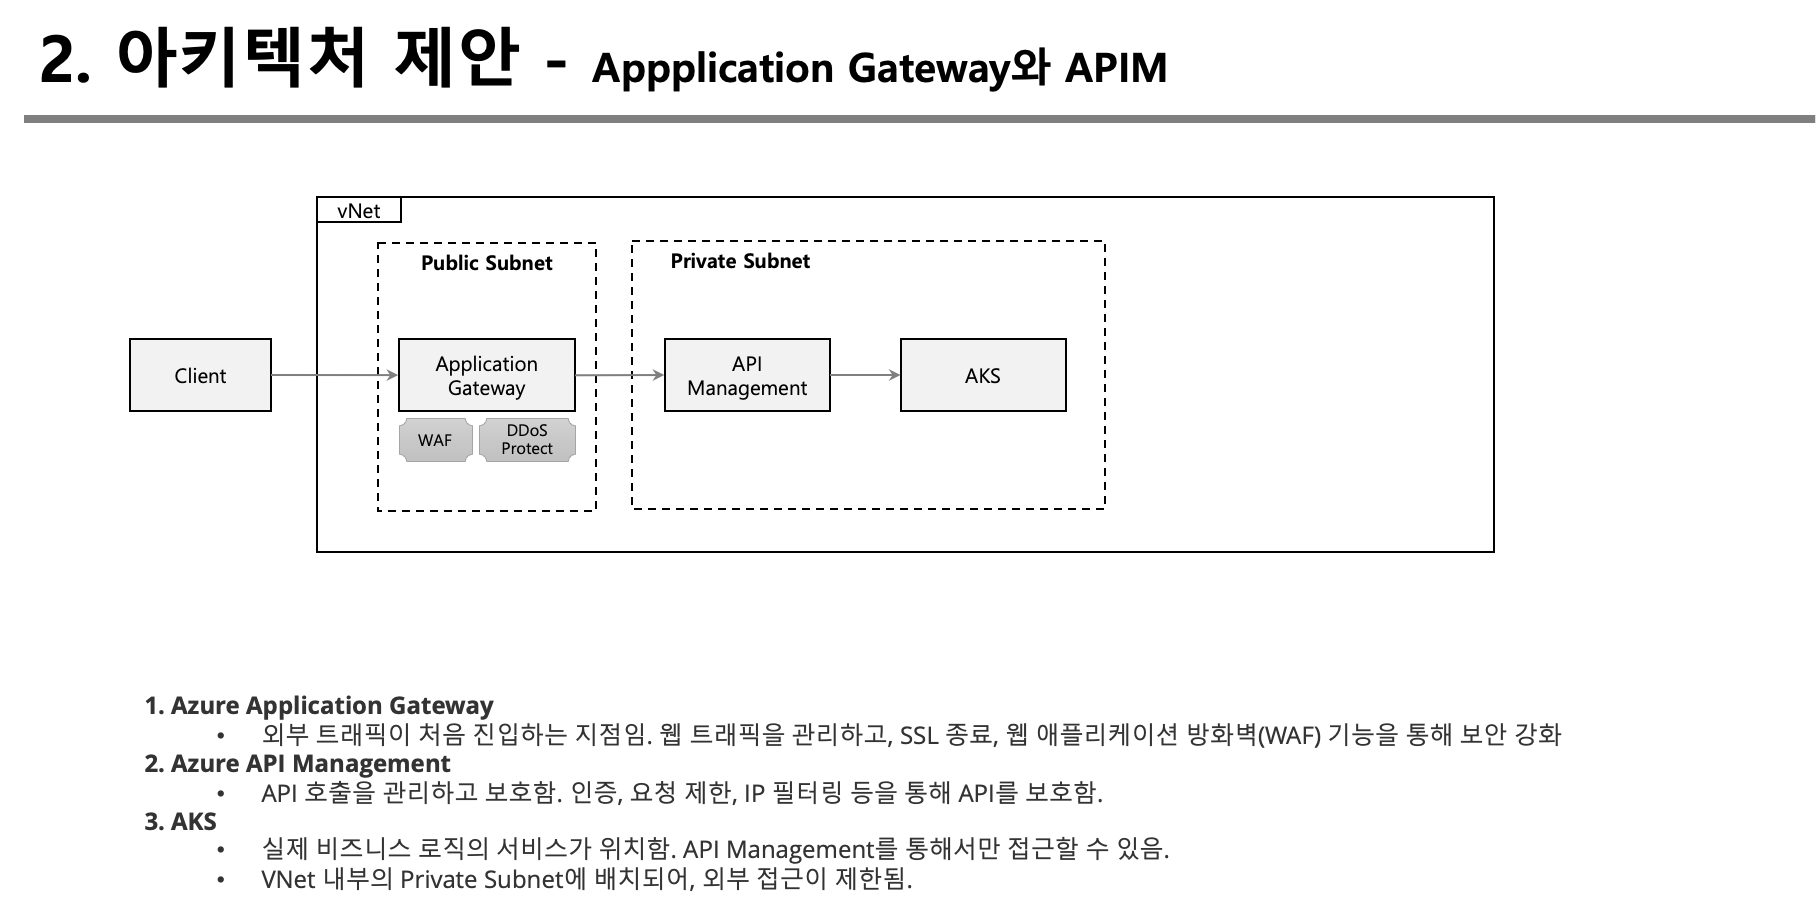 2. 아키텍처 제안 - Appplication Gateway와 APIM
vNet
Public Subnet
Private Subnet
Client
Application
Gateway
API
Management
AKS
WAF
DDoS
Protect
1. Azure Application Gateway
• 외부 트래픽이 처음 진입하는 지점임. 웹 트래픽을 관리하고, SSL 종료, 웹 애플리케이션 방화벽(WAF) 기능을 통해 보안 강화
2. Azure API Management
• API 호출을 관리하고 보호함. 인증, 요청 제한, IP 필터링 등을 통해 API를 보호함.
3. AKS
• 실제 비즈니스 로직의 서비스가 위치함. API Management를 통해서만 접근할 수 있음.
• VNet 내부의 Private Subnet에 배치되어, 외부 접근이 제한됨.